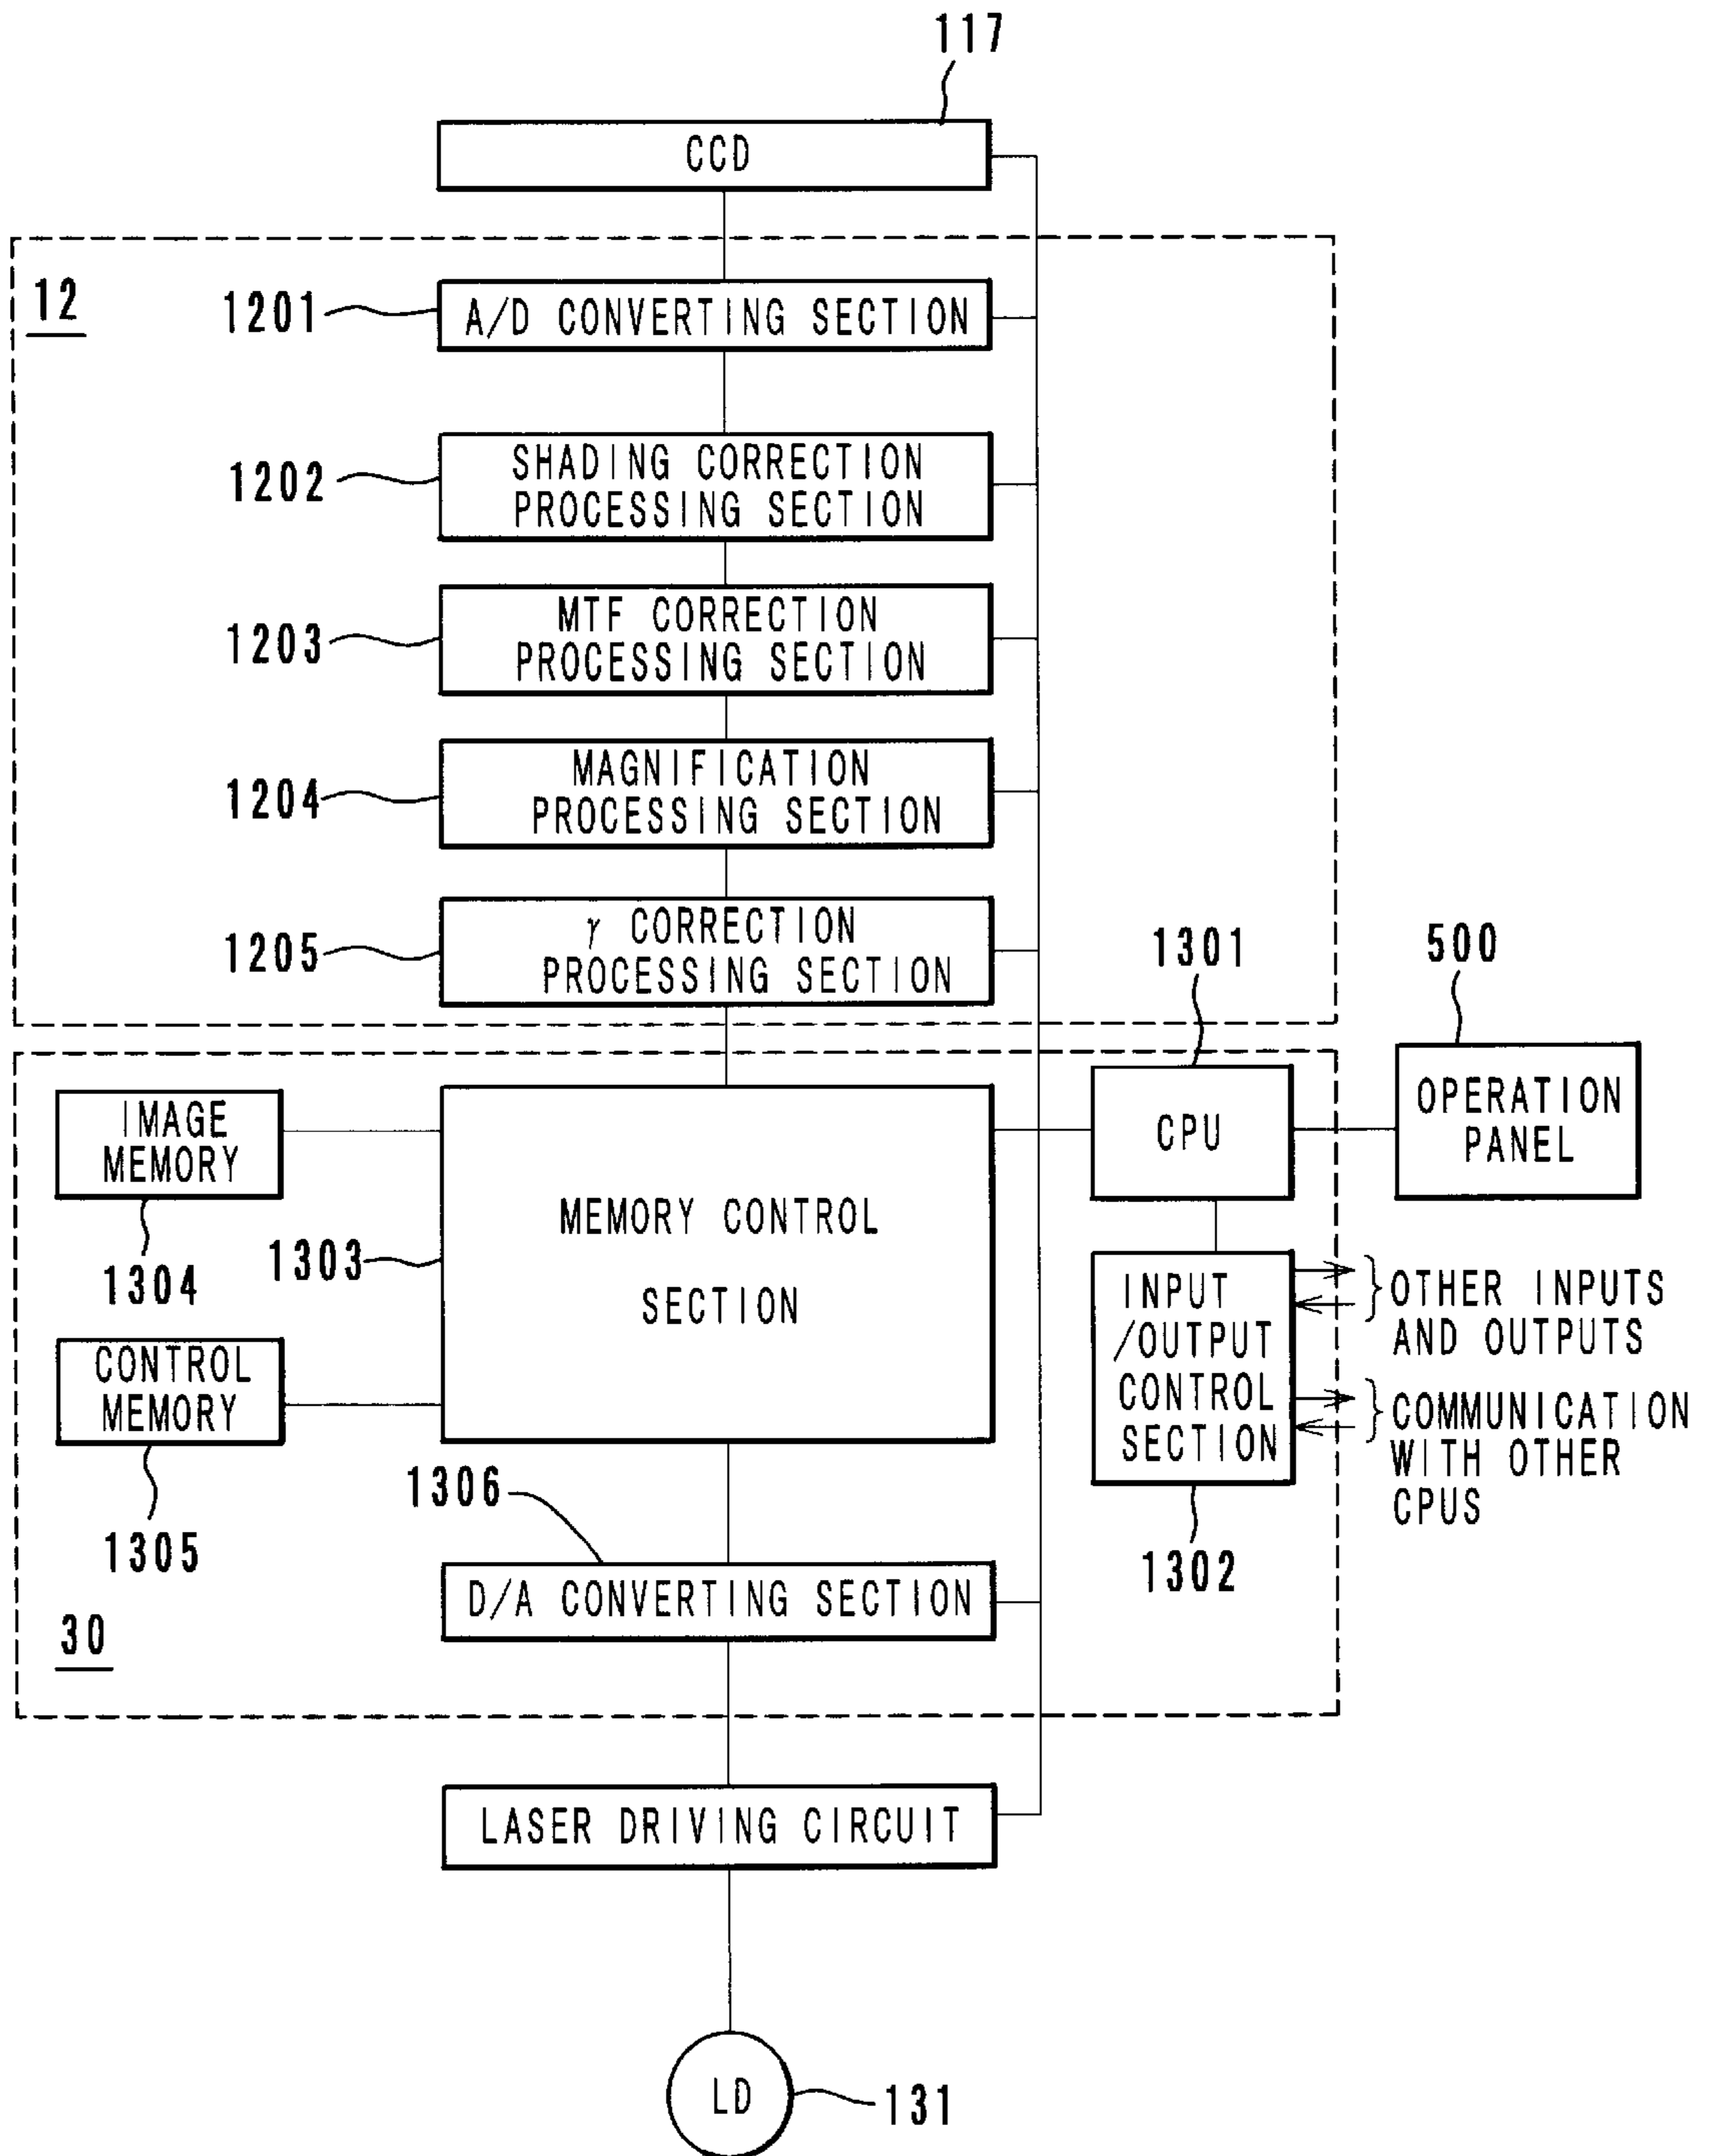 117
CCD
12
1201
A/D CONVERTING SECTION
1202
SHADING CORRECTION
PROCESSING SECTION
1203
MTF CORRECTION
PROCESSING SECTION
1204
MAGNIFICATION
PROCESSING SECTION
1205
γ CORRECTION
PROCESSING SECTION
1301
500
IMAGE
MEMORY
1304
CPU
OPERATION
PANEL
1303
MEMORY CONTROL
SECTION
INPUT
/OUTPUT
CONTROL
SECTION
1302
OTHER INPUTS
AND OUTPUTS
COMMUNICATION
WITH OTHER
CPUS
CONTROL
MEMORY
1305
1306
D/A CONVERTING SECTION
30
LASER DRIVING CIRCUIT
LD
131